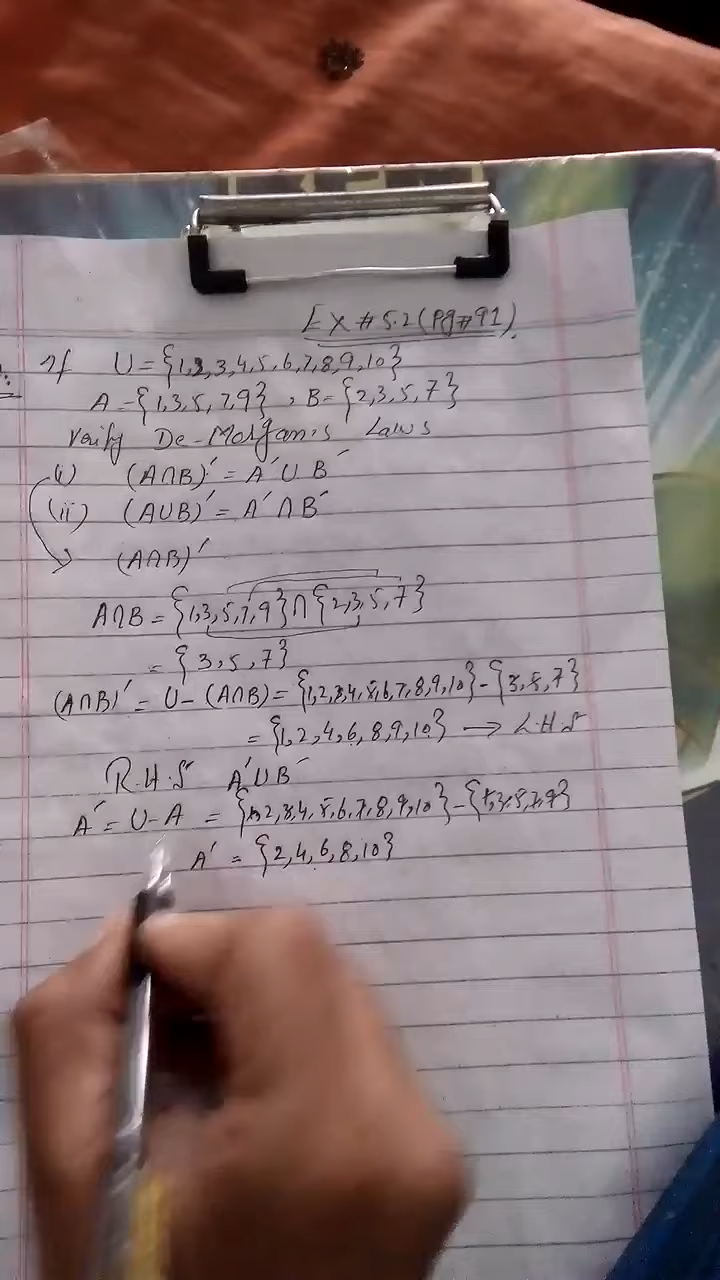 Ex # 5.2 (Pg # 91).
If U = {1,2,3,4,5,6,7,8,9,10}
A = {1,3,5,7,9} , B = {2,3,5,7}
Verify De-Morgan's Laws
(i) (A∩B)′ = A′ ∪ B′
(ii) (A∪B)′ = A′ ∩ B′
(A∩B)′
A∩B = {1,3,5,7,9} ∩ {2,3,5,7}
= {3,5,7}
(A∩B)′ = U - (A∩B) = {1,2,3,4,5,6,7,8,9,10} - {3,5,7}
= {1,2,4,6,8,9,10} → L.H.S
R.H.S A′∪B′
A′ = U - A = {1,2,3,4,5,6,7,8,9,10} - {1,3,5,7,9}
A′ = {2,4,6,8,10}